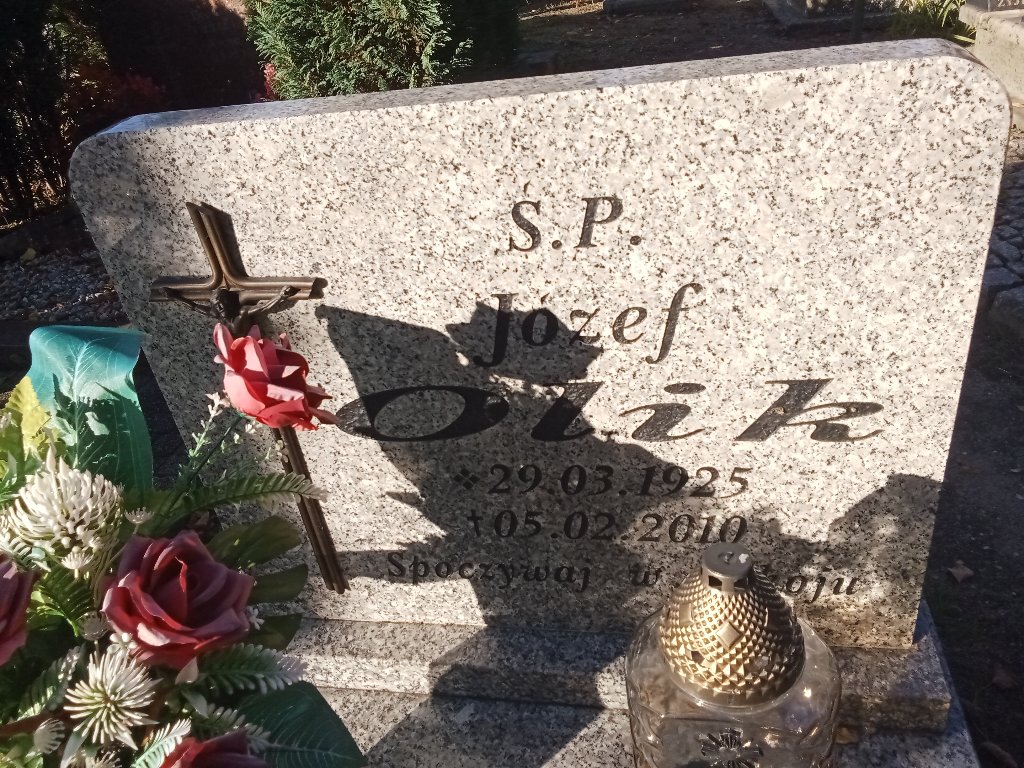 Ś.P.
Józef
Olik
* 29.03.1925
† 05.02.2010
Spoczywaj w